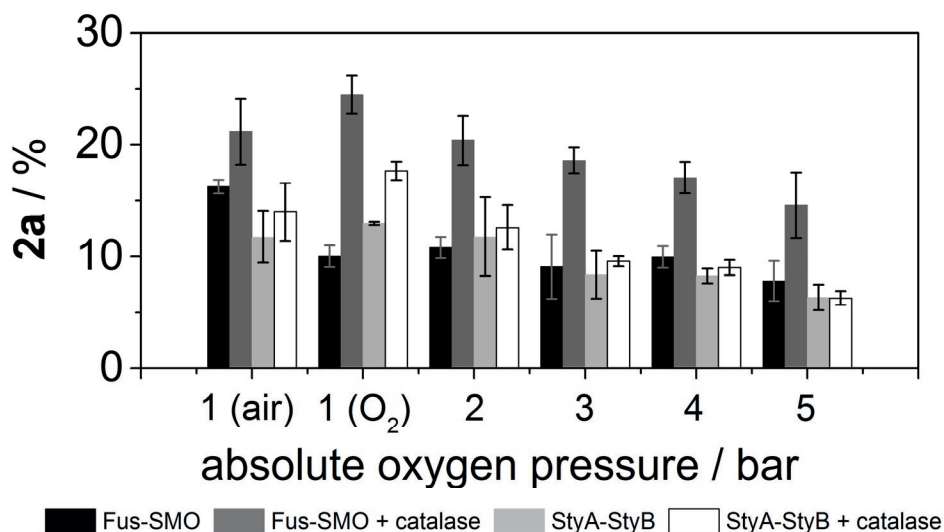 30
20
10
0
2a / %
1 (air) 1 (O2) 2 3 4 5
absolute oxygen pressure / bar
Fus-SMO Fus-SMO + catalase StyA-StyB StyA-StyB + catalase